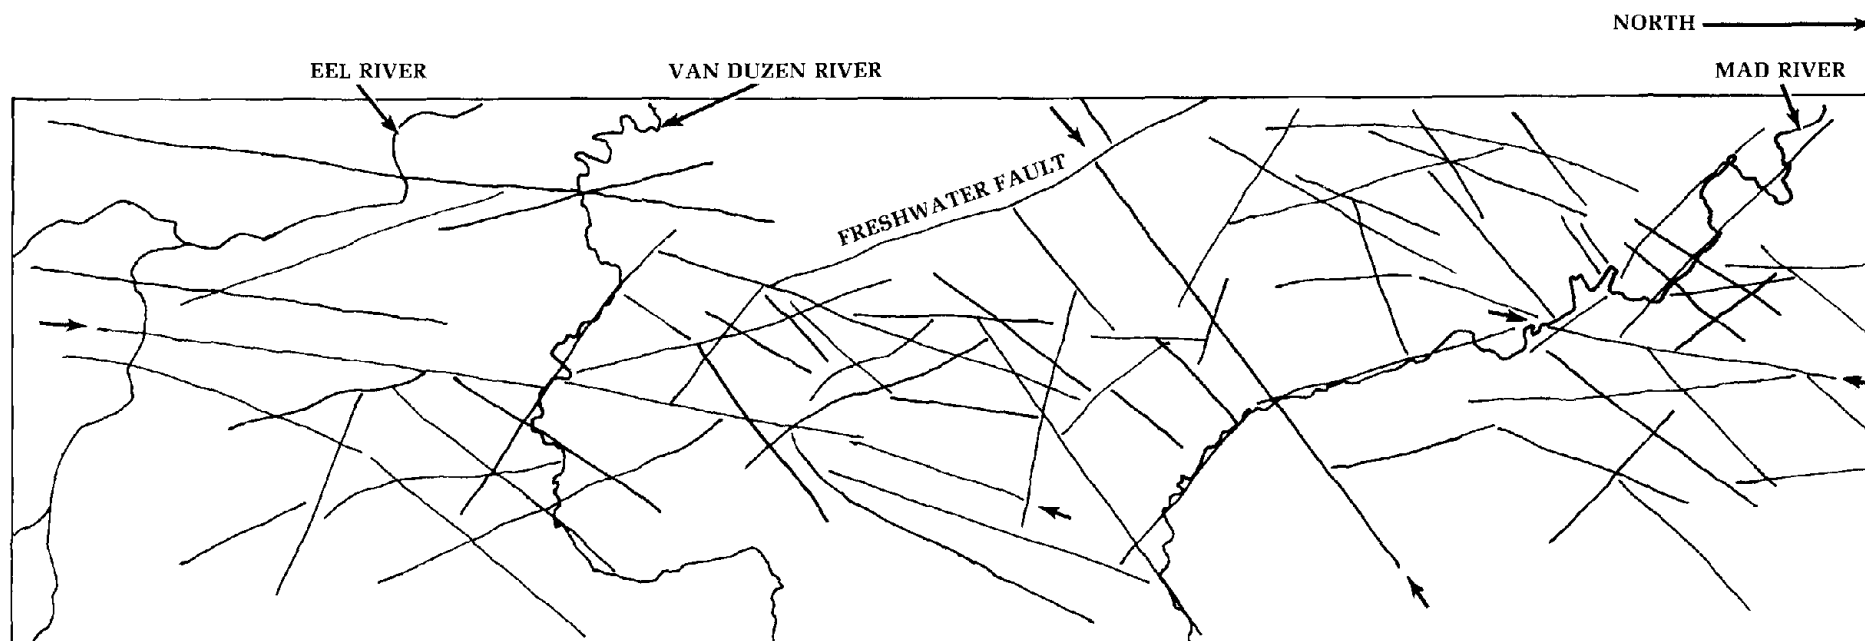 NORTH
EEL RIVER
VAN DUZEN RIVER
MAD RIVER
FRESHWATER FAULT